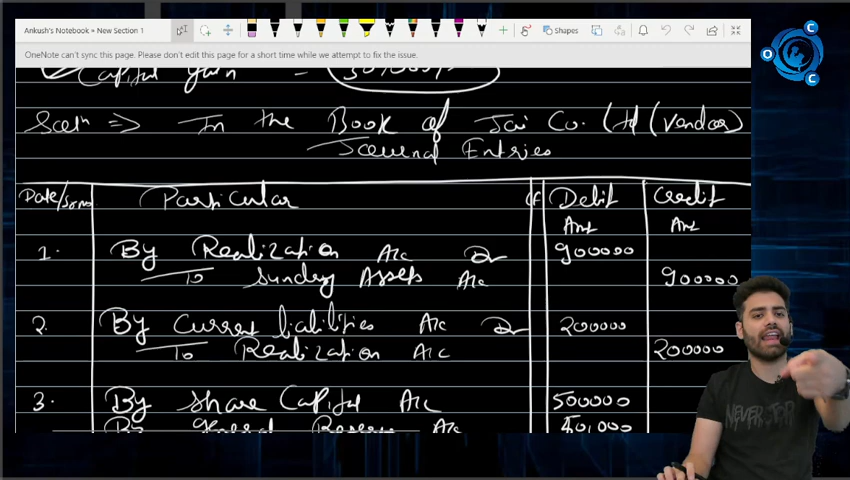 Ankush's Notebook » New Section 1
Shapes
OneNote can't sync this page. Please don't edit this page for a short time while we attempt to fix the issue.
Capital gain =
Soln ⇒ In the Book of Jai Co. Ltd (Vendor)
Journal Entries
Date/ Particular Debit Amt Credit Amt
1. By Realization A/c Dr 900000
To Sunday Assets A/c 900000
2. By Current liabilities A/c Dr 200000
To Realization A/c 200000
3. By Share Capital A/c 500000
By general Reserve A/c
C
O
C
NEVER